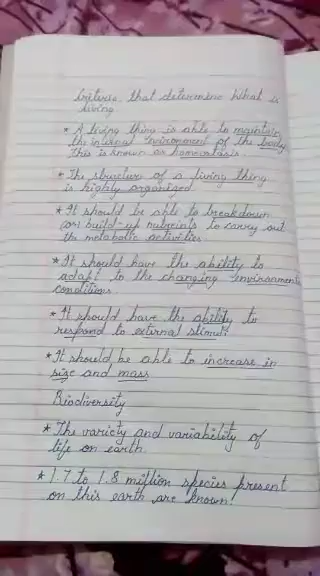 Criteria that determine What is
living
* A living thing is able to maintain
the internal environment of the body
This is known as homeostasis.
* The structure of a living thing
is highly organized
* It should be able to breakdown
or build-up materials to carry out
the metabolic activities
* It should have the ability to
adapt to the changing environmental
conditions
* It should have the ability to
respond to external stimuli
* It should be able to increase in
size and mass
Biodiversity
* The variety and variability of
life on earth.
* 1.7 to 1.8 million species present
on this earth are known.